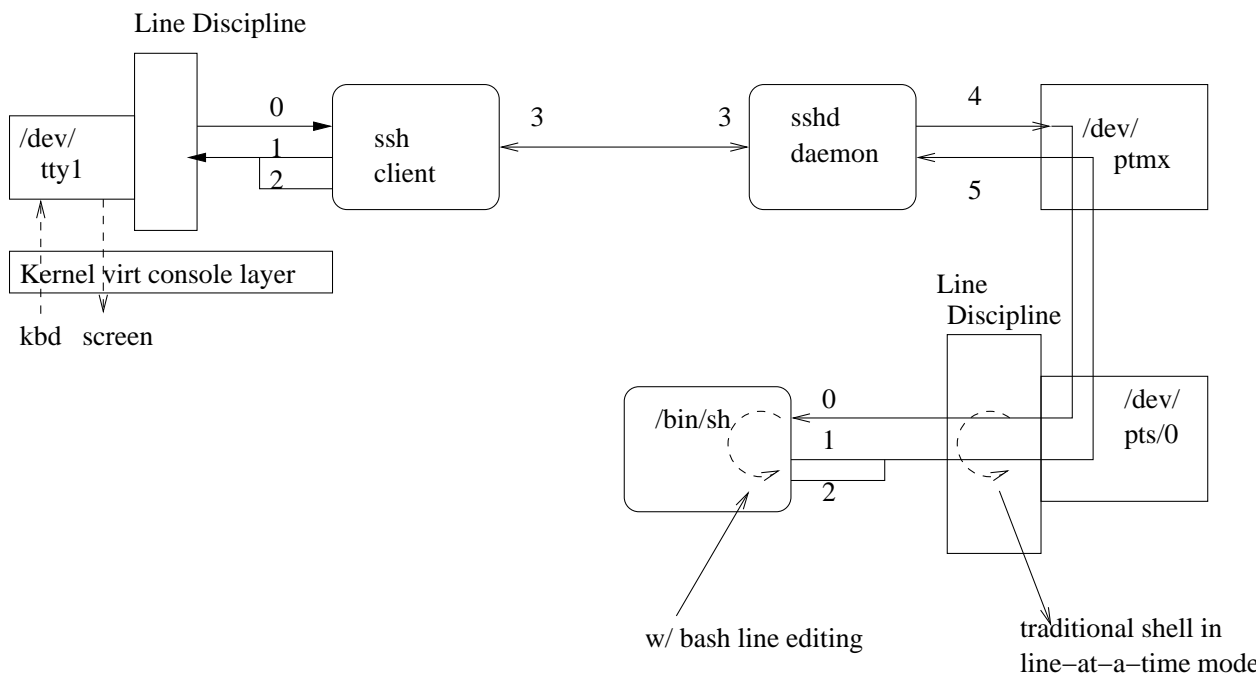 Line Discipline
0
/dev/
tty1
1
2
ssh
client
3
3
sshd
daemon
4
5
/dev/
ptmx
Kernel virt console layer
kbd
screen
Line
Discipline
/bin/sh
0
1
2
/dev/
pts/0
w/ bash line editing
traditional shell in
line-at-a-time mode